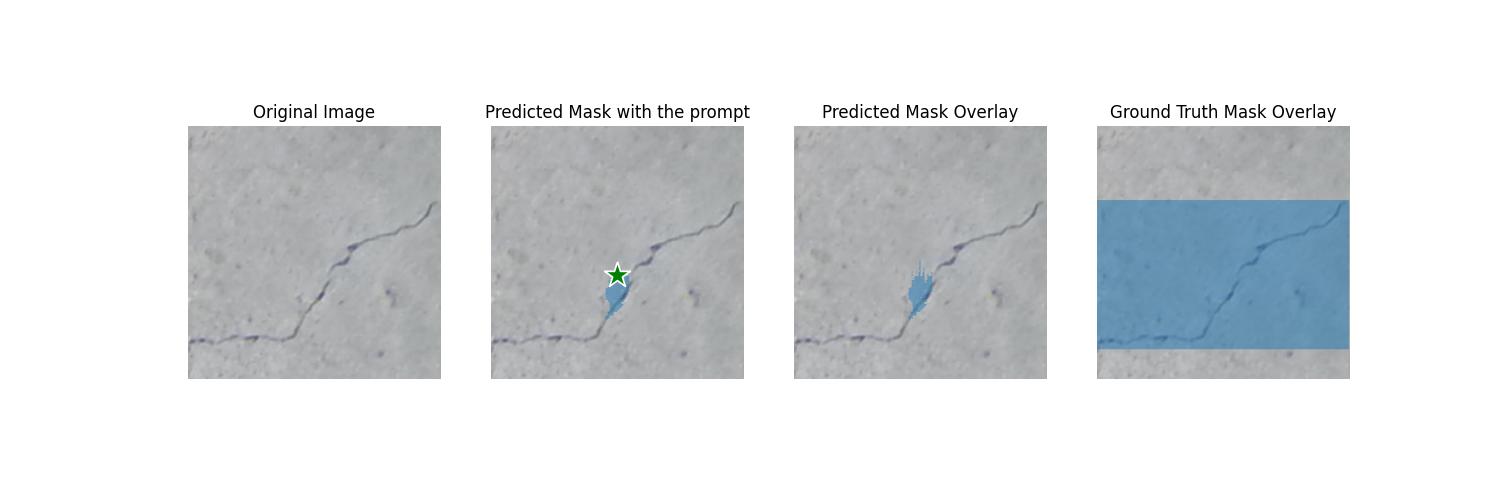 Original Image
Predicted Mask with the prompt
Predicted Mask Overlay
Ground Truth Mask Overlay